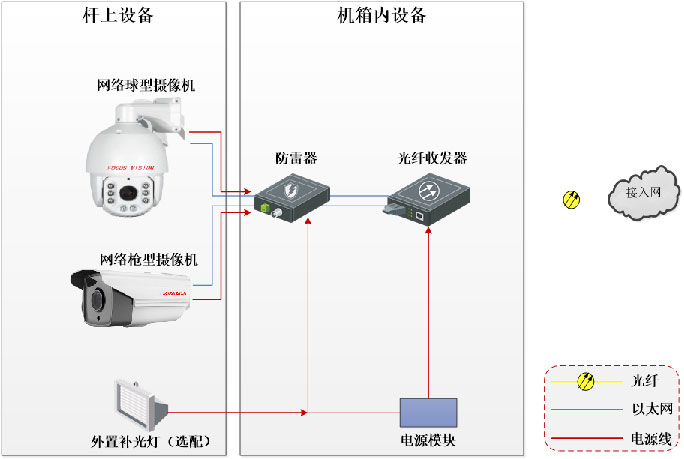 杆上设备
机箱内设备
网络球型摄像机
FOCUS VISION
防雷器
光纤收发器
接入网
网络枪型摄像机
外置补光灯（选配）
电源模块
光纤
以太网
电源线